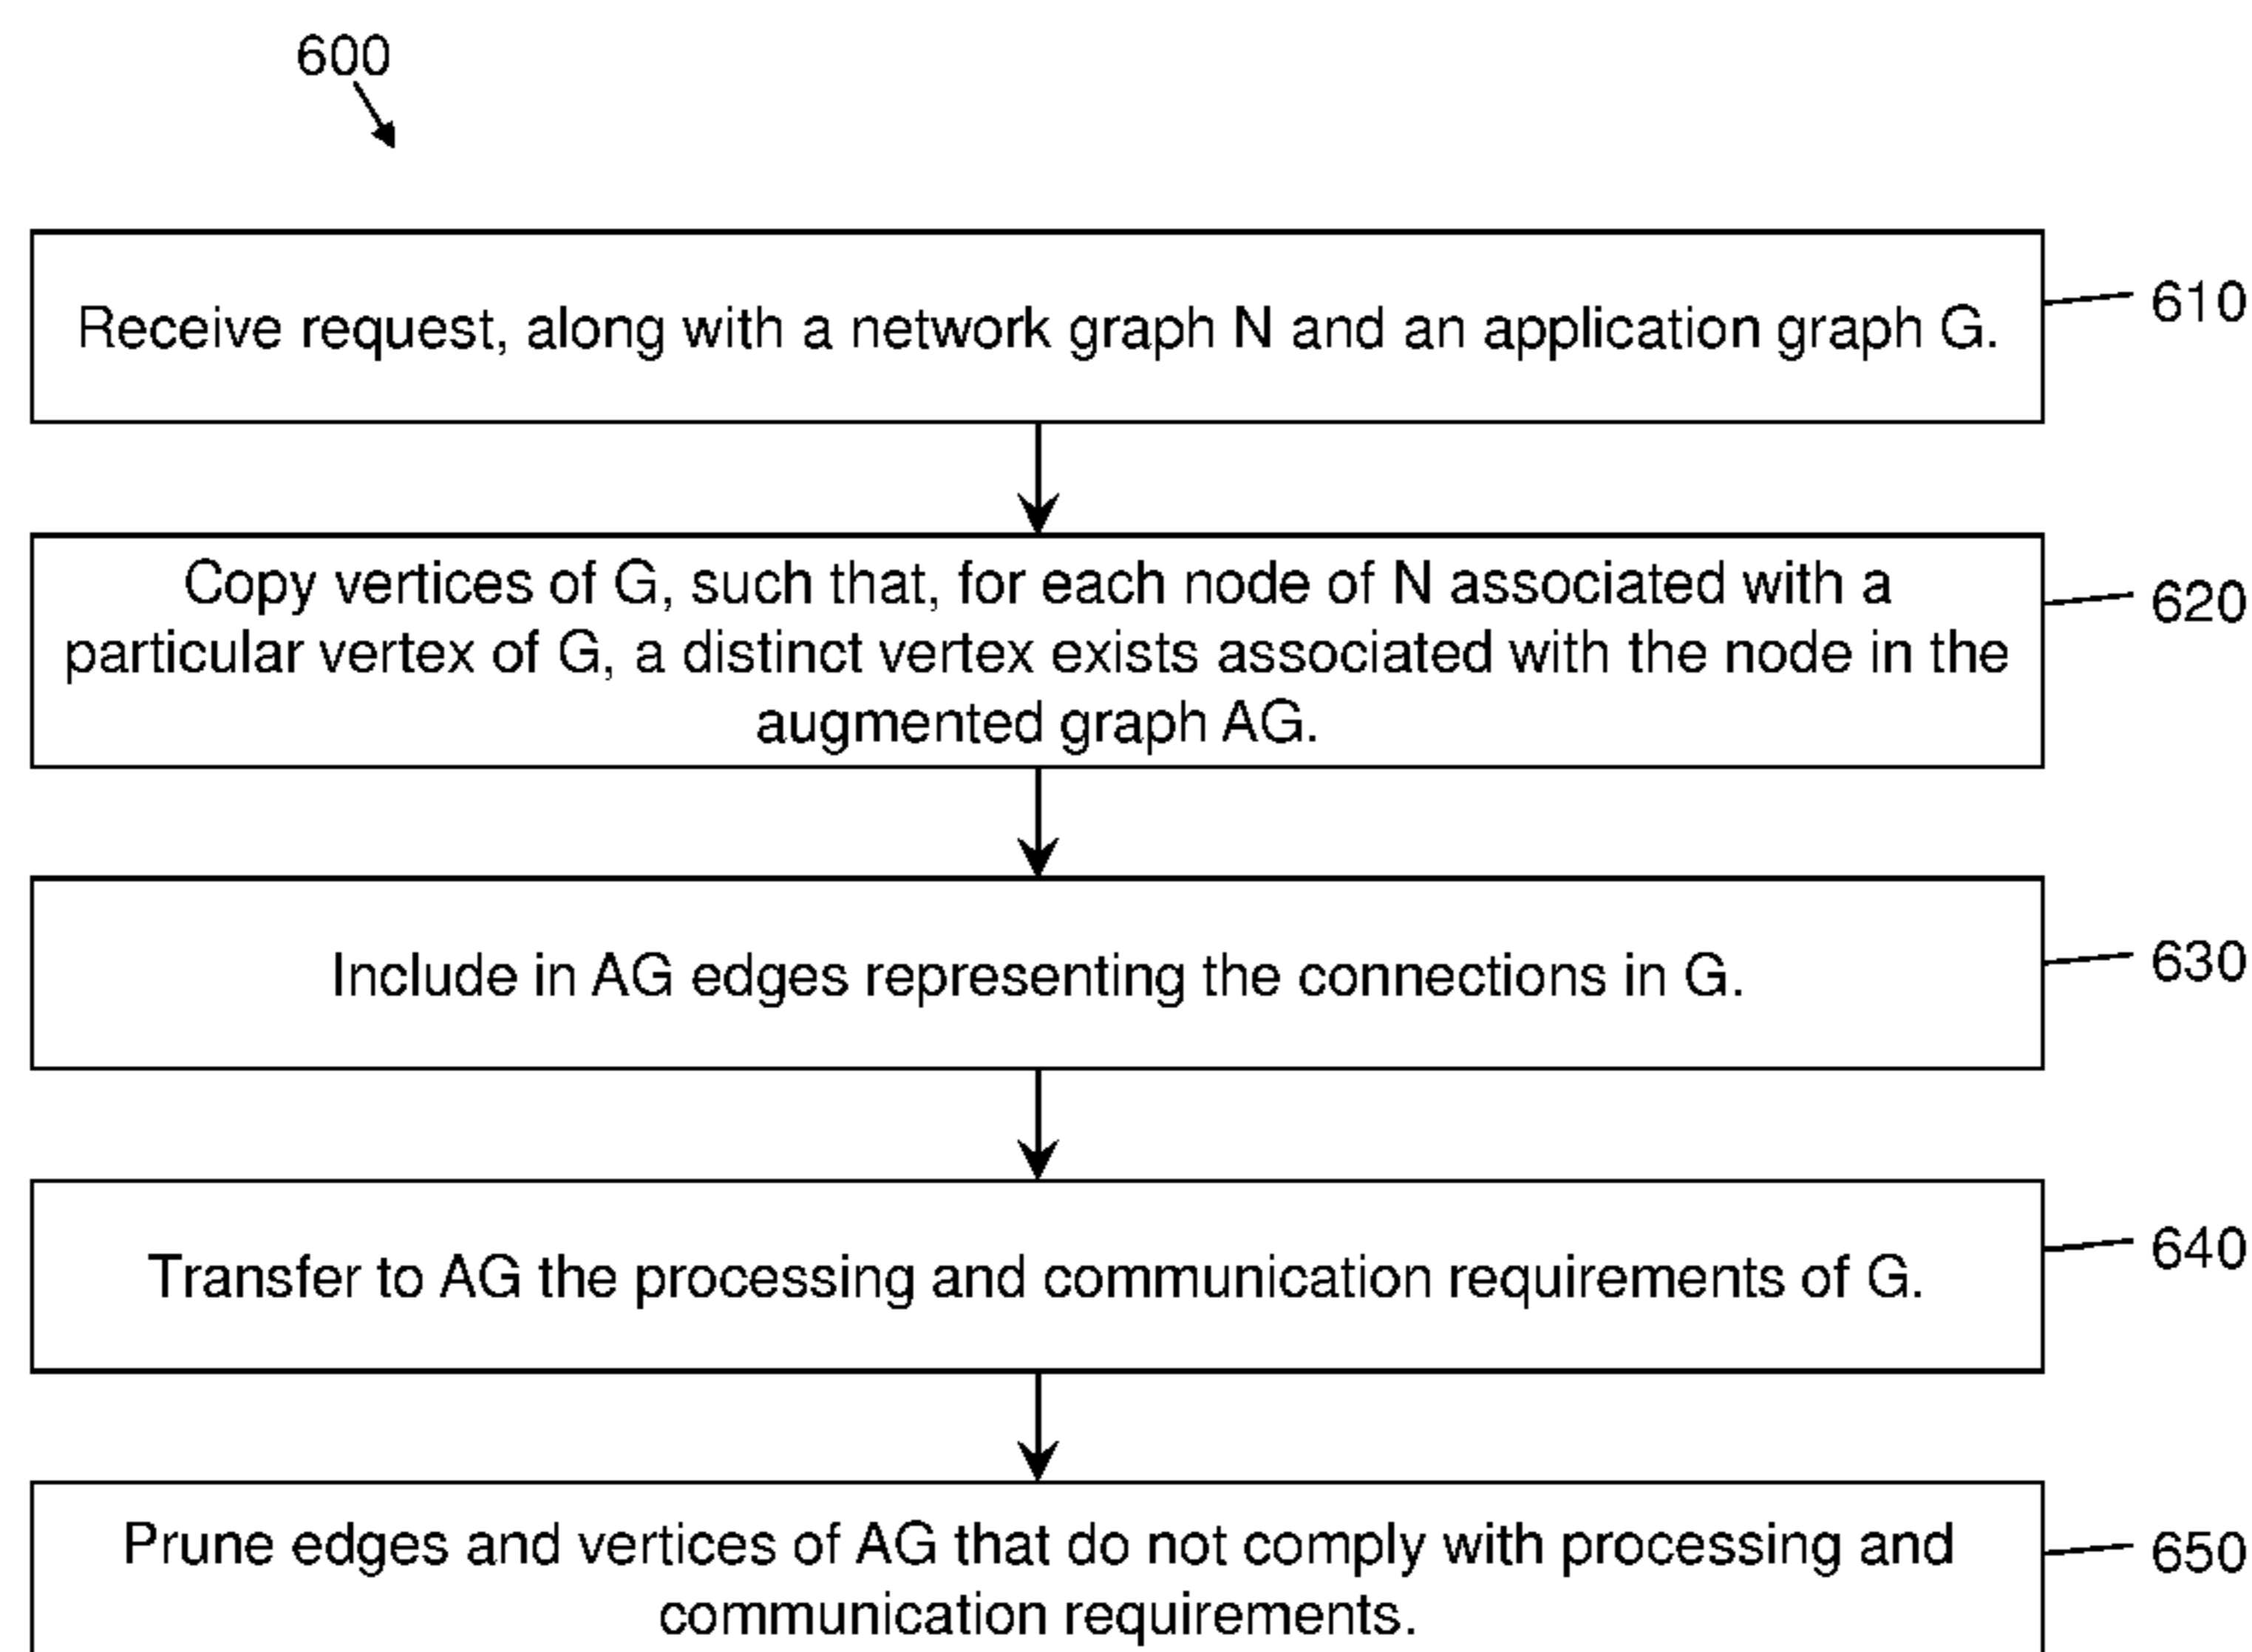 600
Receive request, along with a network graph N and an application graph G.
610
Copy vertices of G, such that, for each node of N associated with a
particular vertex of G, a distinct vertex exists associated with the node in the
augmented graph AG.
620
Include in AG edges representing the connections in G.
630
Transfer to AG the processing and communication requirements of G.
640
Prune edges and vertices of AG that do not comply with processing and
communication requirements.
650